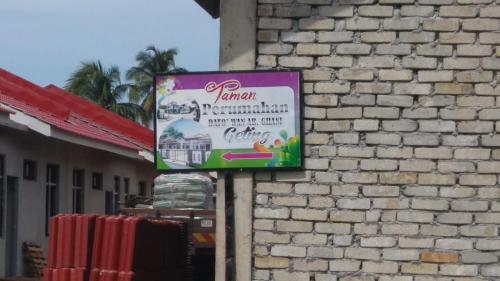 Taman
Perumahan
DATO' WAN AB. GHANI
Geting